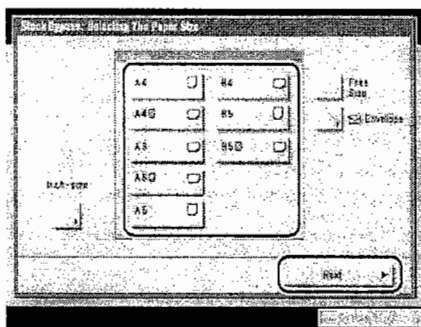 Stack Bypass - Selecting The Paper Size
A4
B4
Free
Size
A4R
B5
Envelope
A3
B5R
A5R
Inch-size
A5
Next